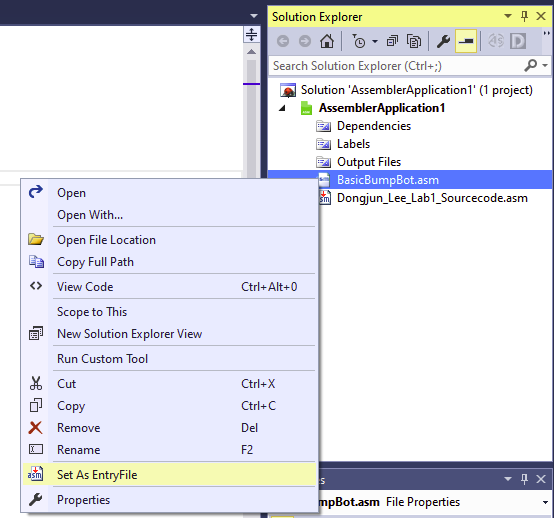 Solution Explorer
Search Solution Explorer (Ctrl+;)
Solution 'AssemblerApplication1' (1 project)
AssemblerApplication1
Dependencies
Labels
Output Files
BasicBumpBot.asm
Dongjun_Lee_Lab1_Sourcecode.asm
Open
Open With...
Open File Location
Copy Full Path
View Code Ctrl+Alt+0
Scope to This
New Solution Explorer View
Run Custom Tool
Cut Ctrl+X
Copy Ctrl+C
Remove Del
Rename F2
asm Set As EntryFile
Properties
es
mpBot.asm File Properties